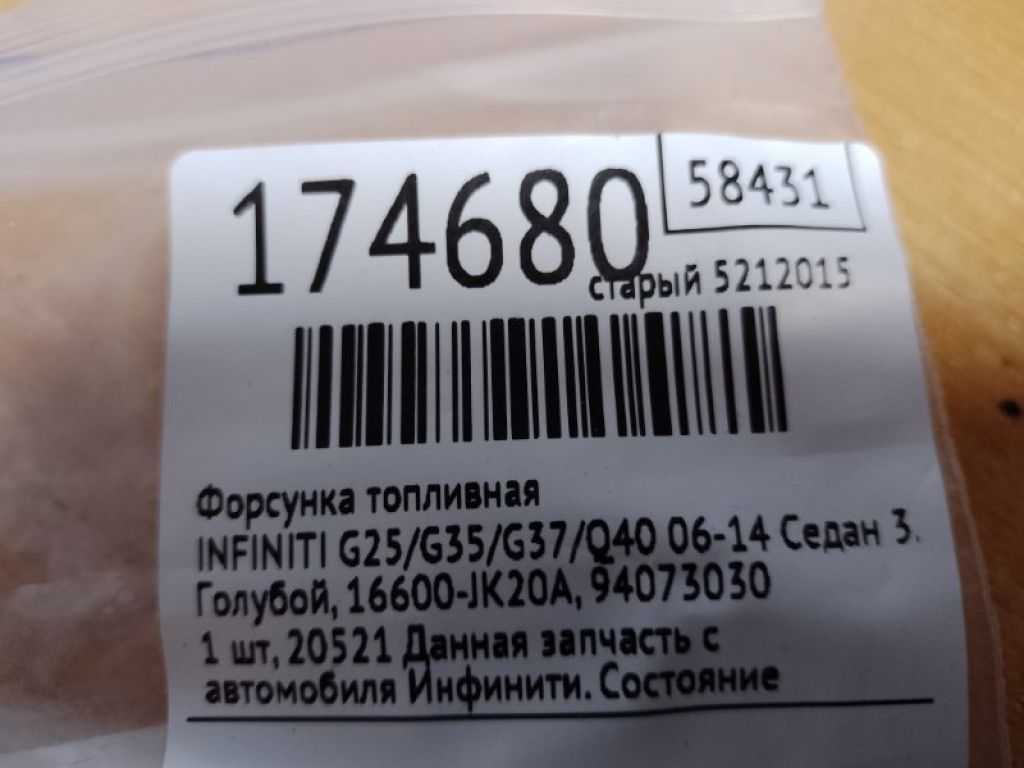 174680
58431
старый 5212015
Форсунка топливная
INFINITI G25/G35/G37/Q40 06-14 Седан 3.
Голубой, 16600-JK20A, 94073030
1 шт, 20521 Данная запчасть с
автомобиля Инфинити. Состояние